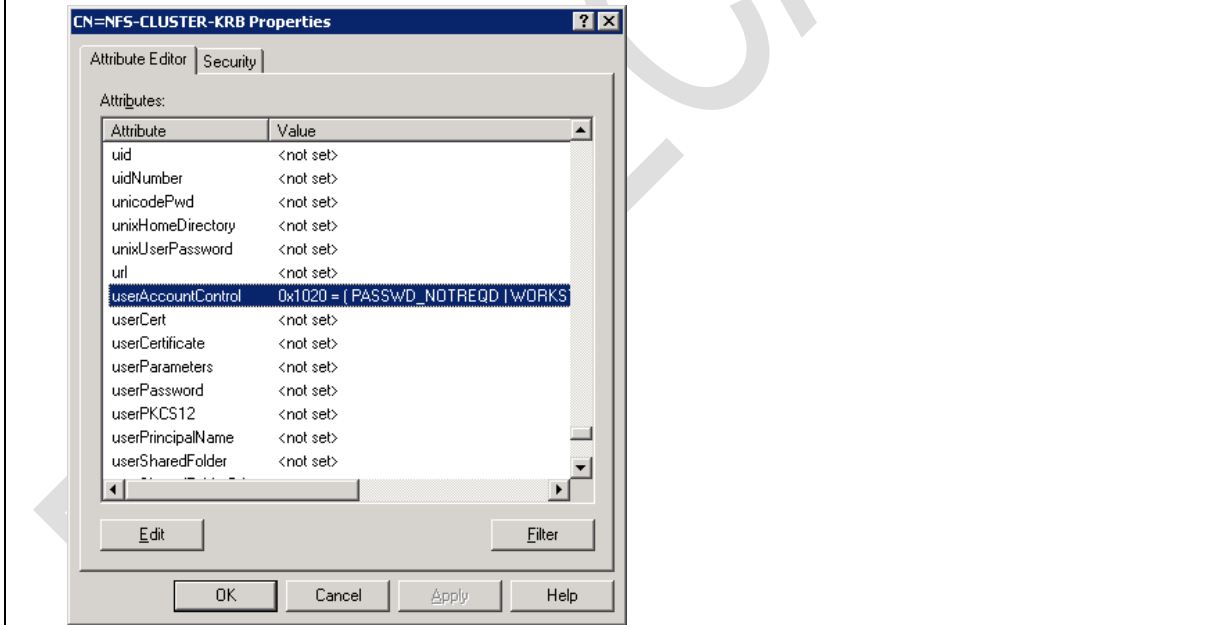 CN=NFS-CLUSTER-KRB Properties
Attribute Editor Security
Attributes:
Attribute Value
uid <not set>
uidNumber <not set>
unicodePwd <not set>
unixHomeDirectory <not set>
unixUserPassword <not set>
url <not set>
userAccountControl 0x1020 = ( PASSWD_NOTREQD | WORKS
userCert <not set>
userCertificate <not set>
userParameters <not set>
userPassword <not set>
userPKCS12 <not set>
userPrincipalName <not set>
userSharedFolder <not set>
Edit Filter
OK Cancel Apply Help